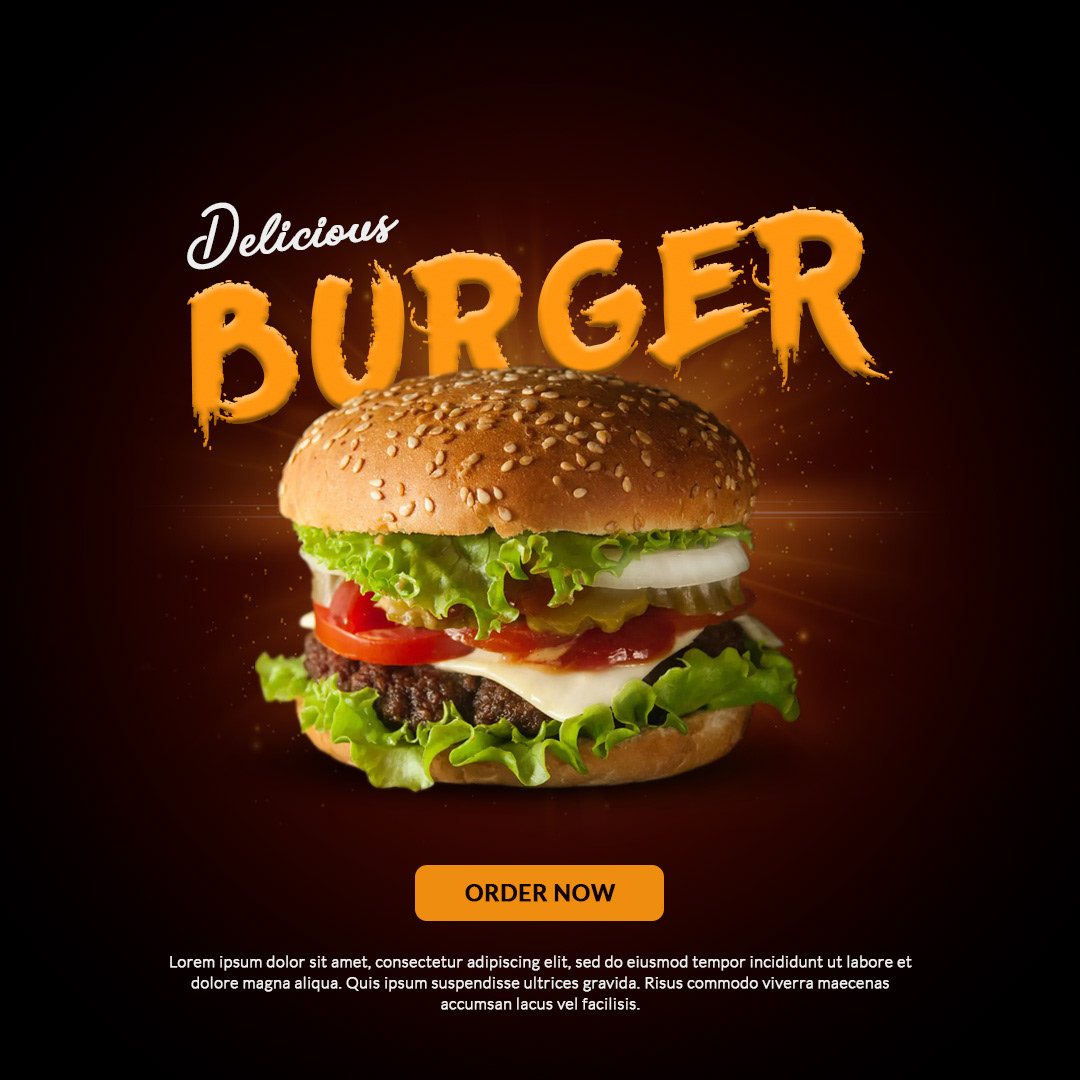 Delicious
BURGER
ORDER NOW
Lorem ipsum dolor sit amet, consectetur adipiscing elit, sed do eiusmod tempor incididunt ut labore et
dolore magna aliqua. Quis ipsum suspendisse ultrices gravida. Risus commodo viverra maecenas
accumsan lacus vel facilisis.